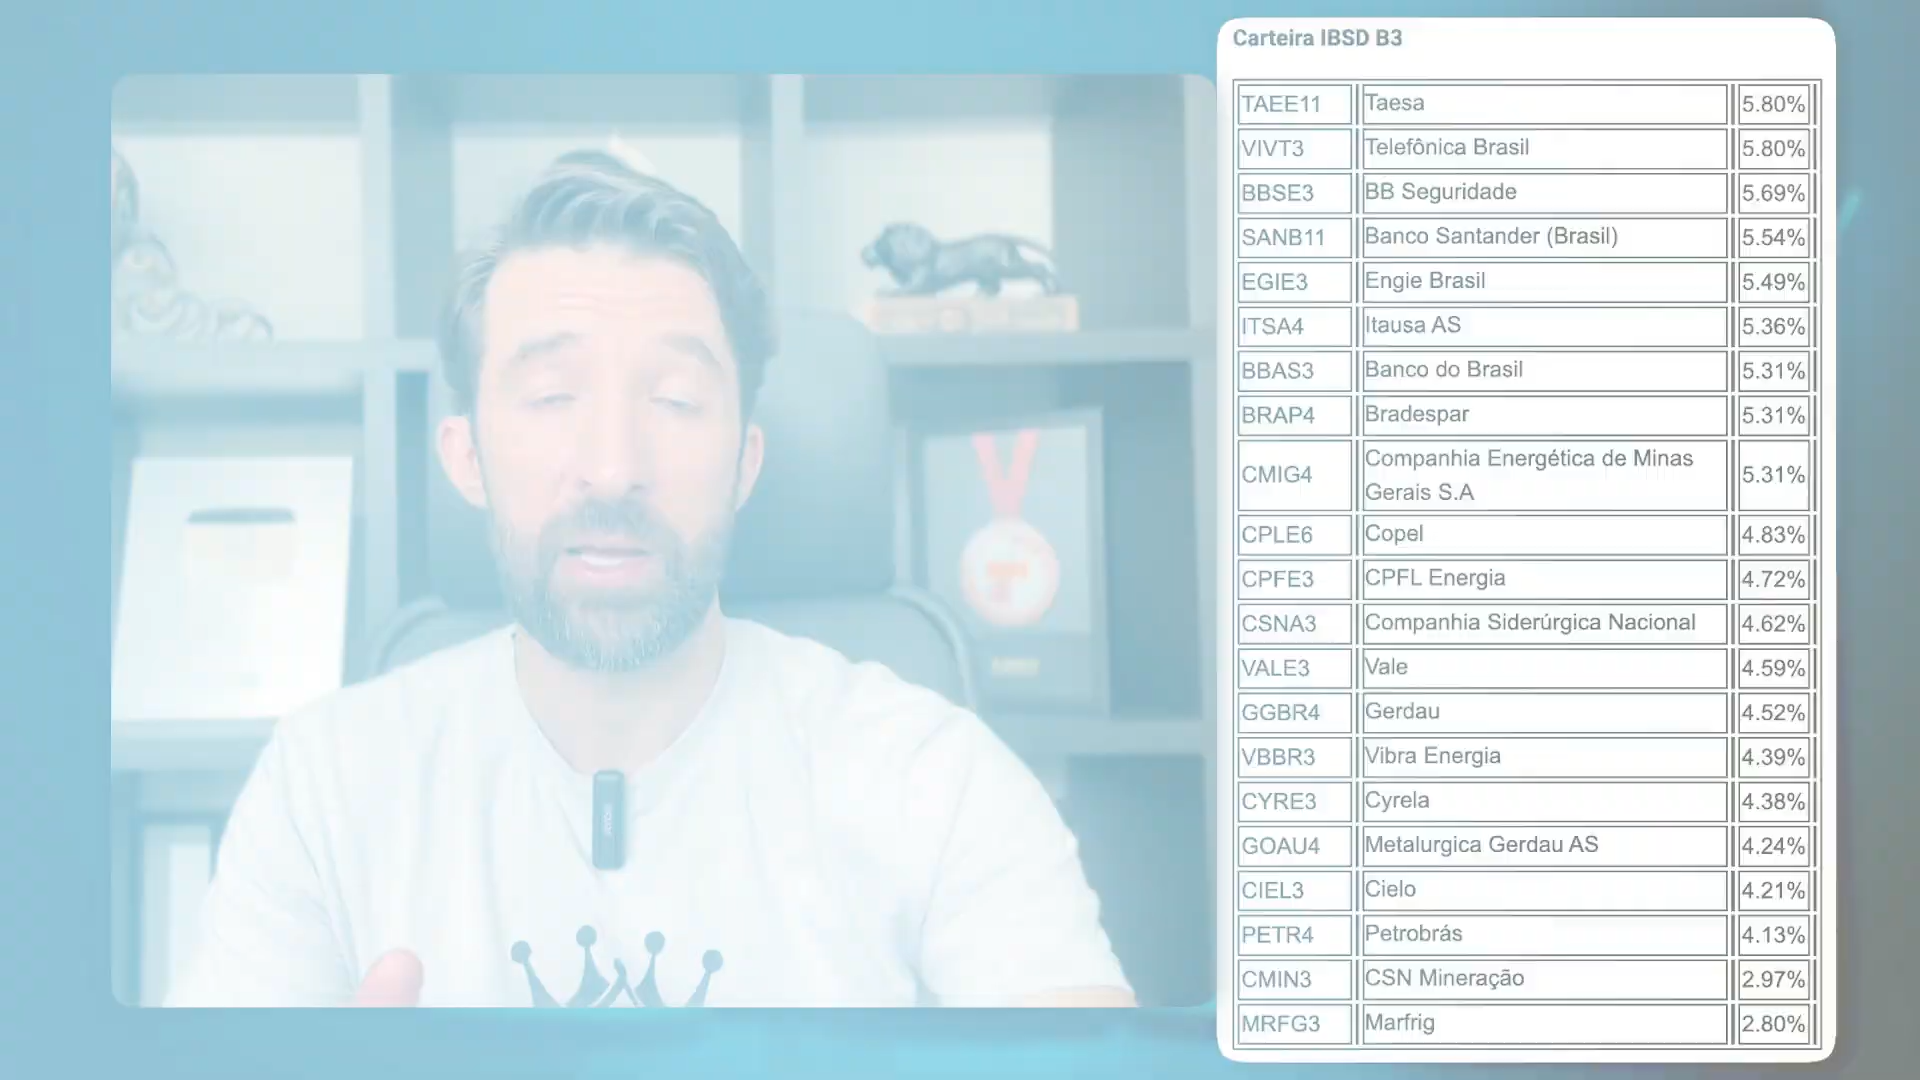 Carteira IBSD B3
TAEE11 Taesa 5.80%
VIVT3 Telefônica Brasil 5.80%
BBSE3 BB Seguridade 5.69%
SANB11 Banco Santander (Brasil) 5.54%
EGIE3 Engie Brasil 5.49%
ITSA4 Itausa AS 5.36%
BBAS3 Banco do Brasil 5.31%
BRAP4 Bradespar 5.31%
CMIG4 Companhia Energética de Minas
Gerais S.A 5.31%
CPLE6 Copel 4.83%
CPFE3 CPFL Energia 4.72%
CSNA3 Companhia Siderúrgica Nacional 4.62%
VALE3 Vale 4.59%
GGBR4 Gerdau 4.52%
VBBR3 Vibra Energia 4.39%
CYRE3 Cyrela 4.38%
GOAU4 Metalurgica Gerdau AS 4.24%
CIEL3 Cielo 4.21%
PETR4 Petrobrás 4.13%
CMIN3 CSN Mineração 2.97%
MRFG3 Marfrig 2.80%